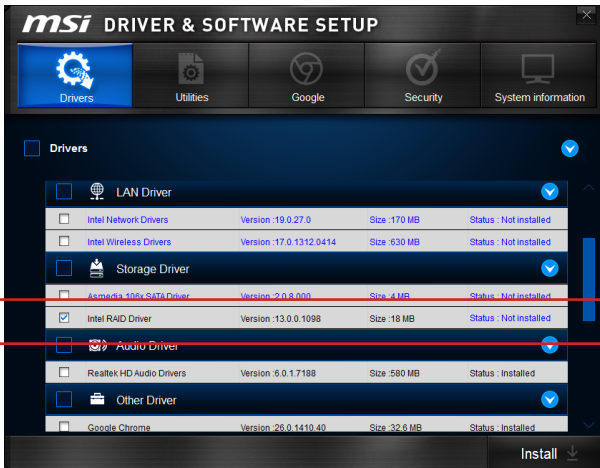 msi DRIVER & SOFTWARE SETUP
Drivers Utilities Google Security System information
Drivers
LAN Driver
Intel Network Drivers Version :19.0.27.0 Size :170 MB Status : Not installed
Intel Wireless Drivers Version :17.0.1312.0414 Size :630 MB Status : Not installed
Storage Driver
Asmedia 106x SATA Driver Version :2.0.8.000 Size :4 MB Status : Not installed
Intel RAID Driver Version :13.0.0.1098 Size :18 MB Status : Not installed
Audio Driver
Realtek HD Audio Drivers Version :6.0.1.7188 Size :580 MB Status : Installed
Other Driver
Google Chrome Version :26.0.1410.40 Size :32.6 MB Status : Installed
Install